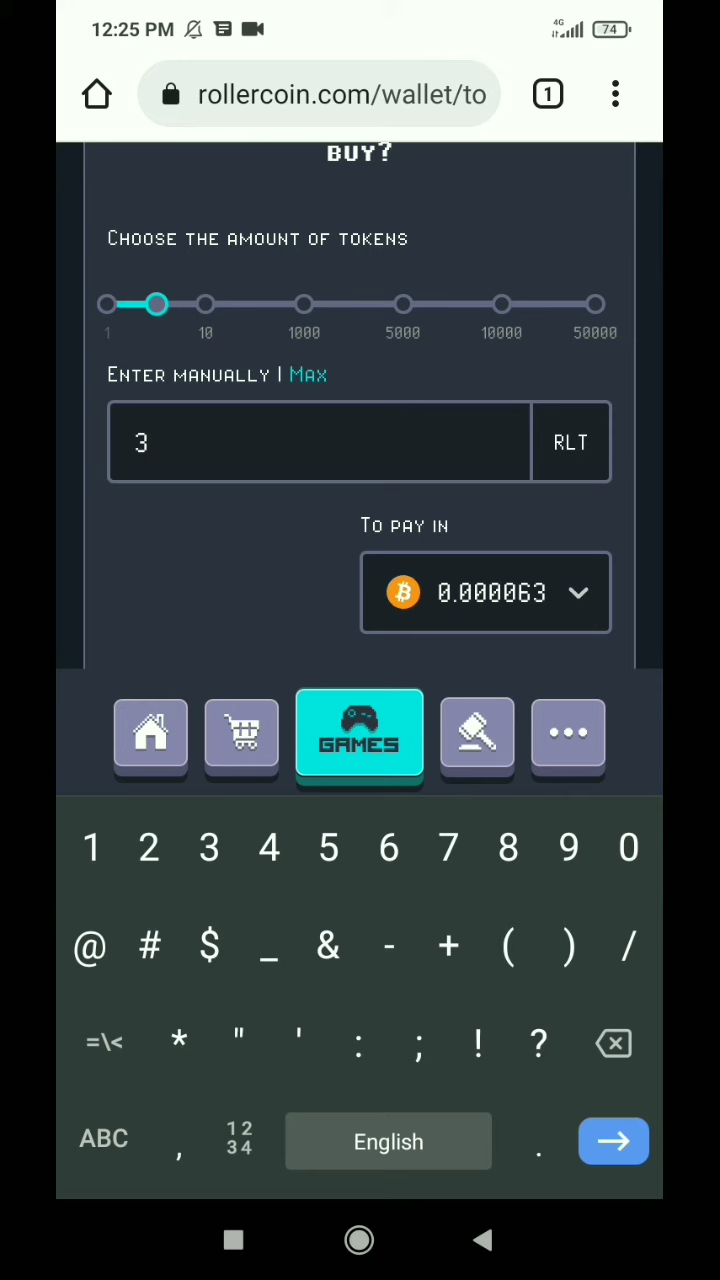 12:25 PM 4G 74
rollercoin.com/wallet/to 1
BUY?
CHOOSE THE AMOUNT OF TOKENS
1 10 1000 5000 10000 50000
ENTER MANUALLY | MAX
3 RLT
TO PAY IN
0.000063
GAMES
1 2 3 4 5 6 7 8 9 0
@ # $ _ & - + ( ) /
=\< * " ' : ; ! ?
ABC , 12 34 English .